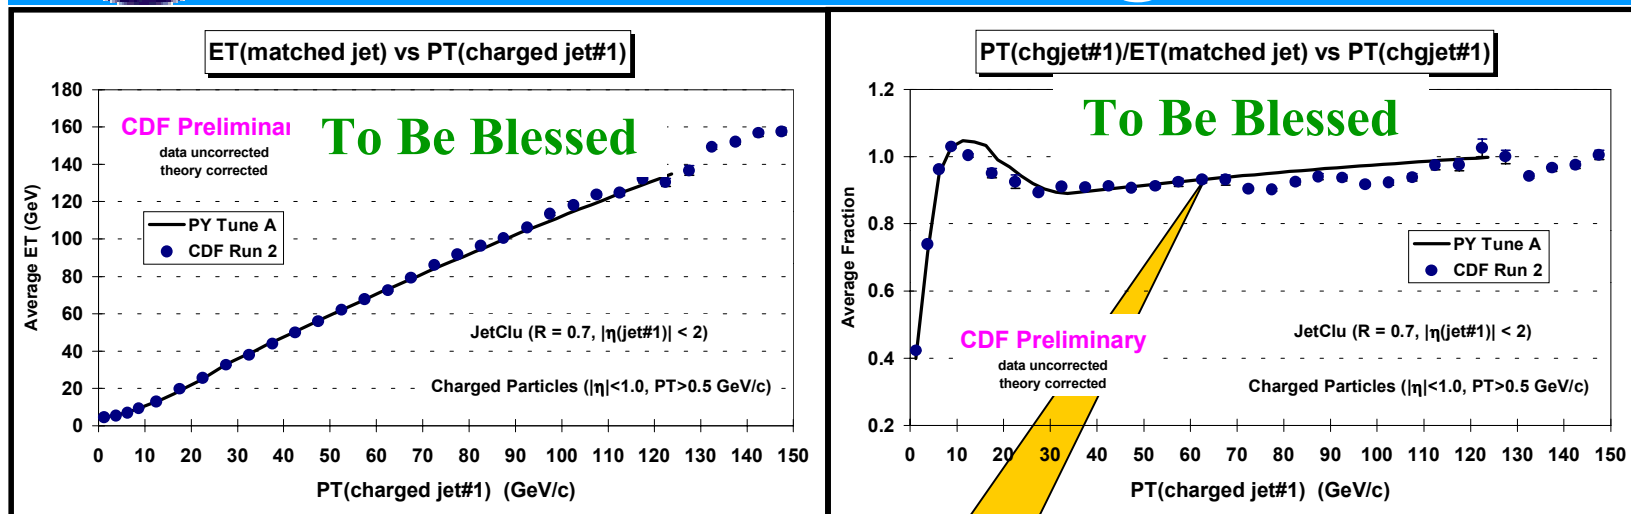 ET(matched jet) vs PT(charged jet#1)
180
160
140
120
100
80
60
40
20
0
Average ET (GeV)
CDF Preliminar
data uncorrected
theory corrected
To Be Blessed
PY Tune A
CDF Run 2
JetClu (R = 0.7, |η(jet#1)| < 2)
Charged Particles (|η|<1.0, PT>0.5 GeV/c)
0 10 20 30 40 50 60 70 80 90 100 110 120 130 140 150
PT(charged jet#1) (GeV/c)
PT(chgjet#1)/ET(matched jet) vs PT(chgjet#1)
1.2
1.0
0.8
0.6
0.4
0.2
Average Fraction
To Be Blessed
PY Tune A
CDF Run 2
CDF Preliminary
data uncorrected
theory corrected
JetClu (R = 0.7, |η(jet#1)| < 2)
Charged Particles (|η|<1.0, PT>0.5 GeV/c)
0 10 20 30 40 50 60 70 80 90 100 110 120 130 140 150
PT(charged jet#1) (GeV/c)